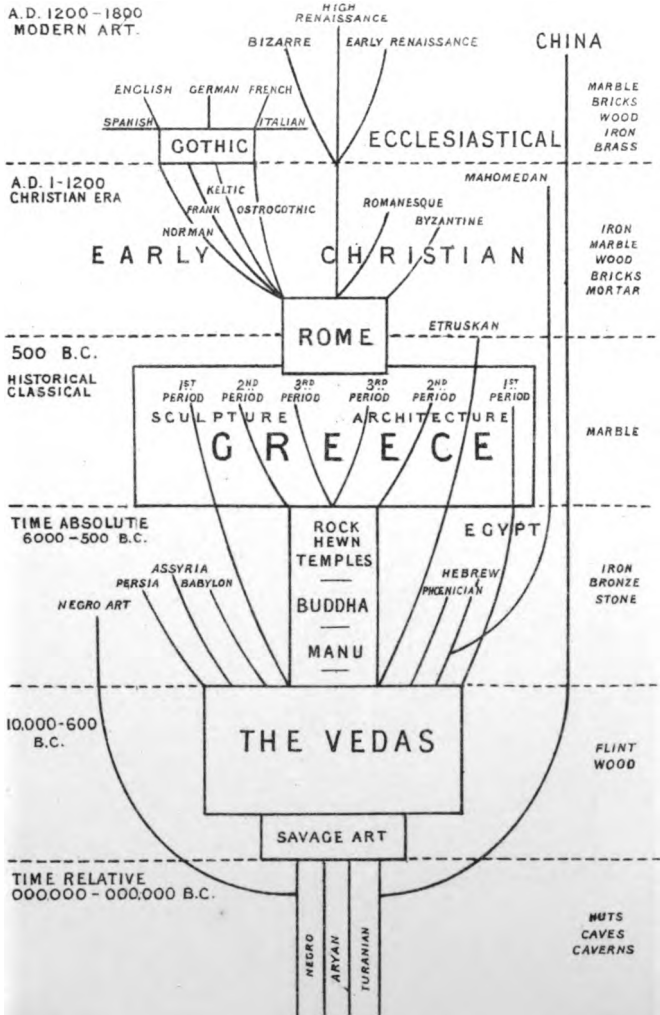 A.D. 1200-1800
MODERN ART.
HIGH
RENAISSANCE
BIZARRE
EARLY RENAISSANCE
CHINA
ENGLISH
GERMAN
FRENCH
SPANISH
ITALIAN
GOTHIC
ECCLESIASTICAL
MARBLE
BRICKS
WOOD
IRON
BRASS
A.D. 1-1200
CHRISTIAN ERA
MAHOMEDAN
KELTIC
FRANK
OSTROGOTHIC
NORMAN
ROMANESQUE
BYZANTINE
EARLY CHRISTIAN
IRON
MARBLE
WOOD
BRICKS
MORTAR
ROME
ETRUSKAN
500 B.C.
HISTORICAL
CLASSICAL
1ST
PERIOD
2ND
PERIOD
3RD
PERIOD
3RD
PERIOD
2ND
PERIOD
1ST
PERIOD
SCULPTURE
ARCHITECTURE
GREECE
MARBLE
TIME ABSOLUTE
6000-500 B.C.
ROCK
HEWN
TEMPLES
BUDDHA
MANU
EGYPT
ASSYRIA
PERSIA
BABYLON
NEGRO ART
HEBREW
PHŒNICIAN
IRON
BRONZE
STONE
10,000-600
B.C.
THE VEDAS
FLINT
WOOD
SAVAGE ART
TIME RELATIVE
000,000-000,000 B.C.
NEGRO
ARYAN
TURANIAN
HUTS
CAVES
CAVERNS